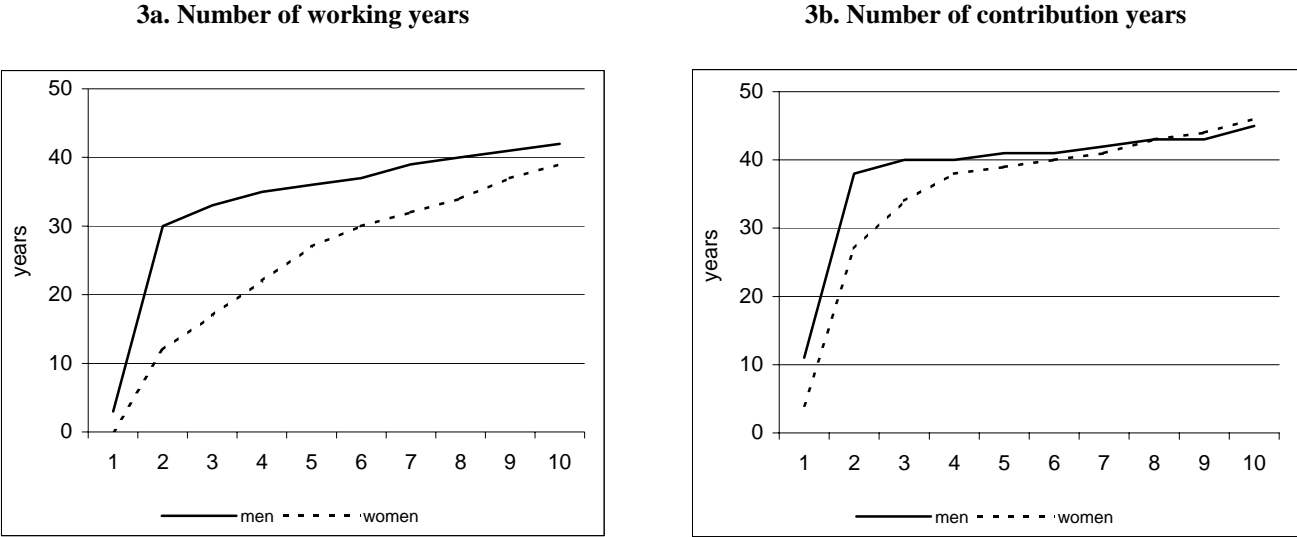 3a. Number of working years
50
40
30
20
10
0
years
1 2 3 4 5 6 7 8 9 10
men women
3b. Number of contribution years
50
40
30
20
10
0
years
1 2 3 4 5 6 7 8 9 10
men women